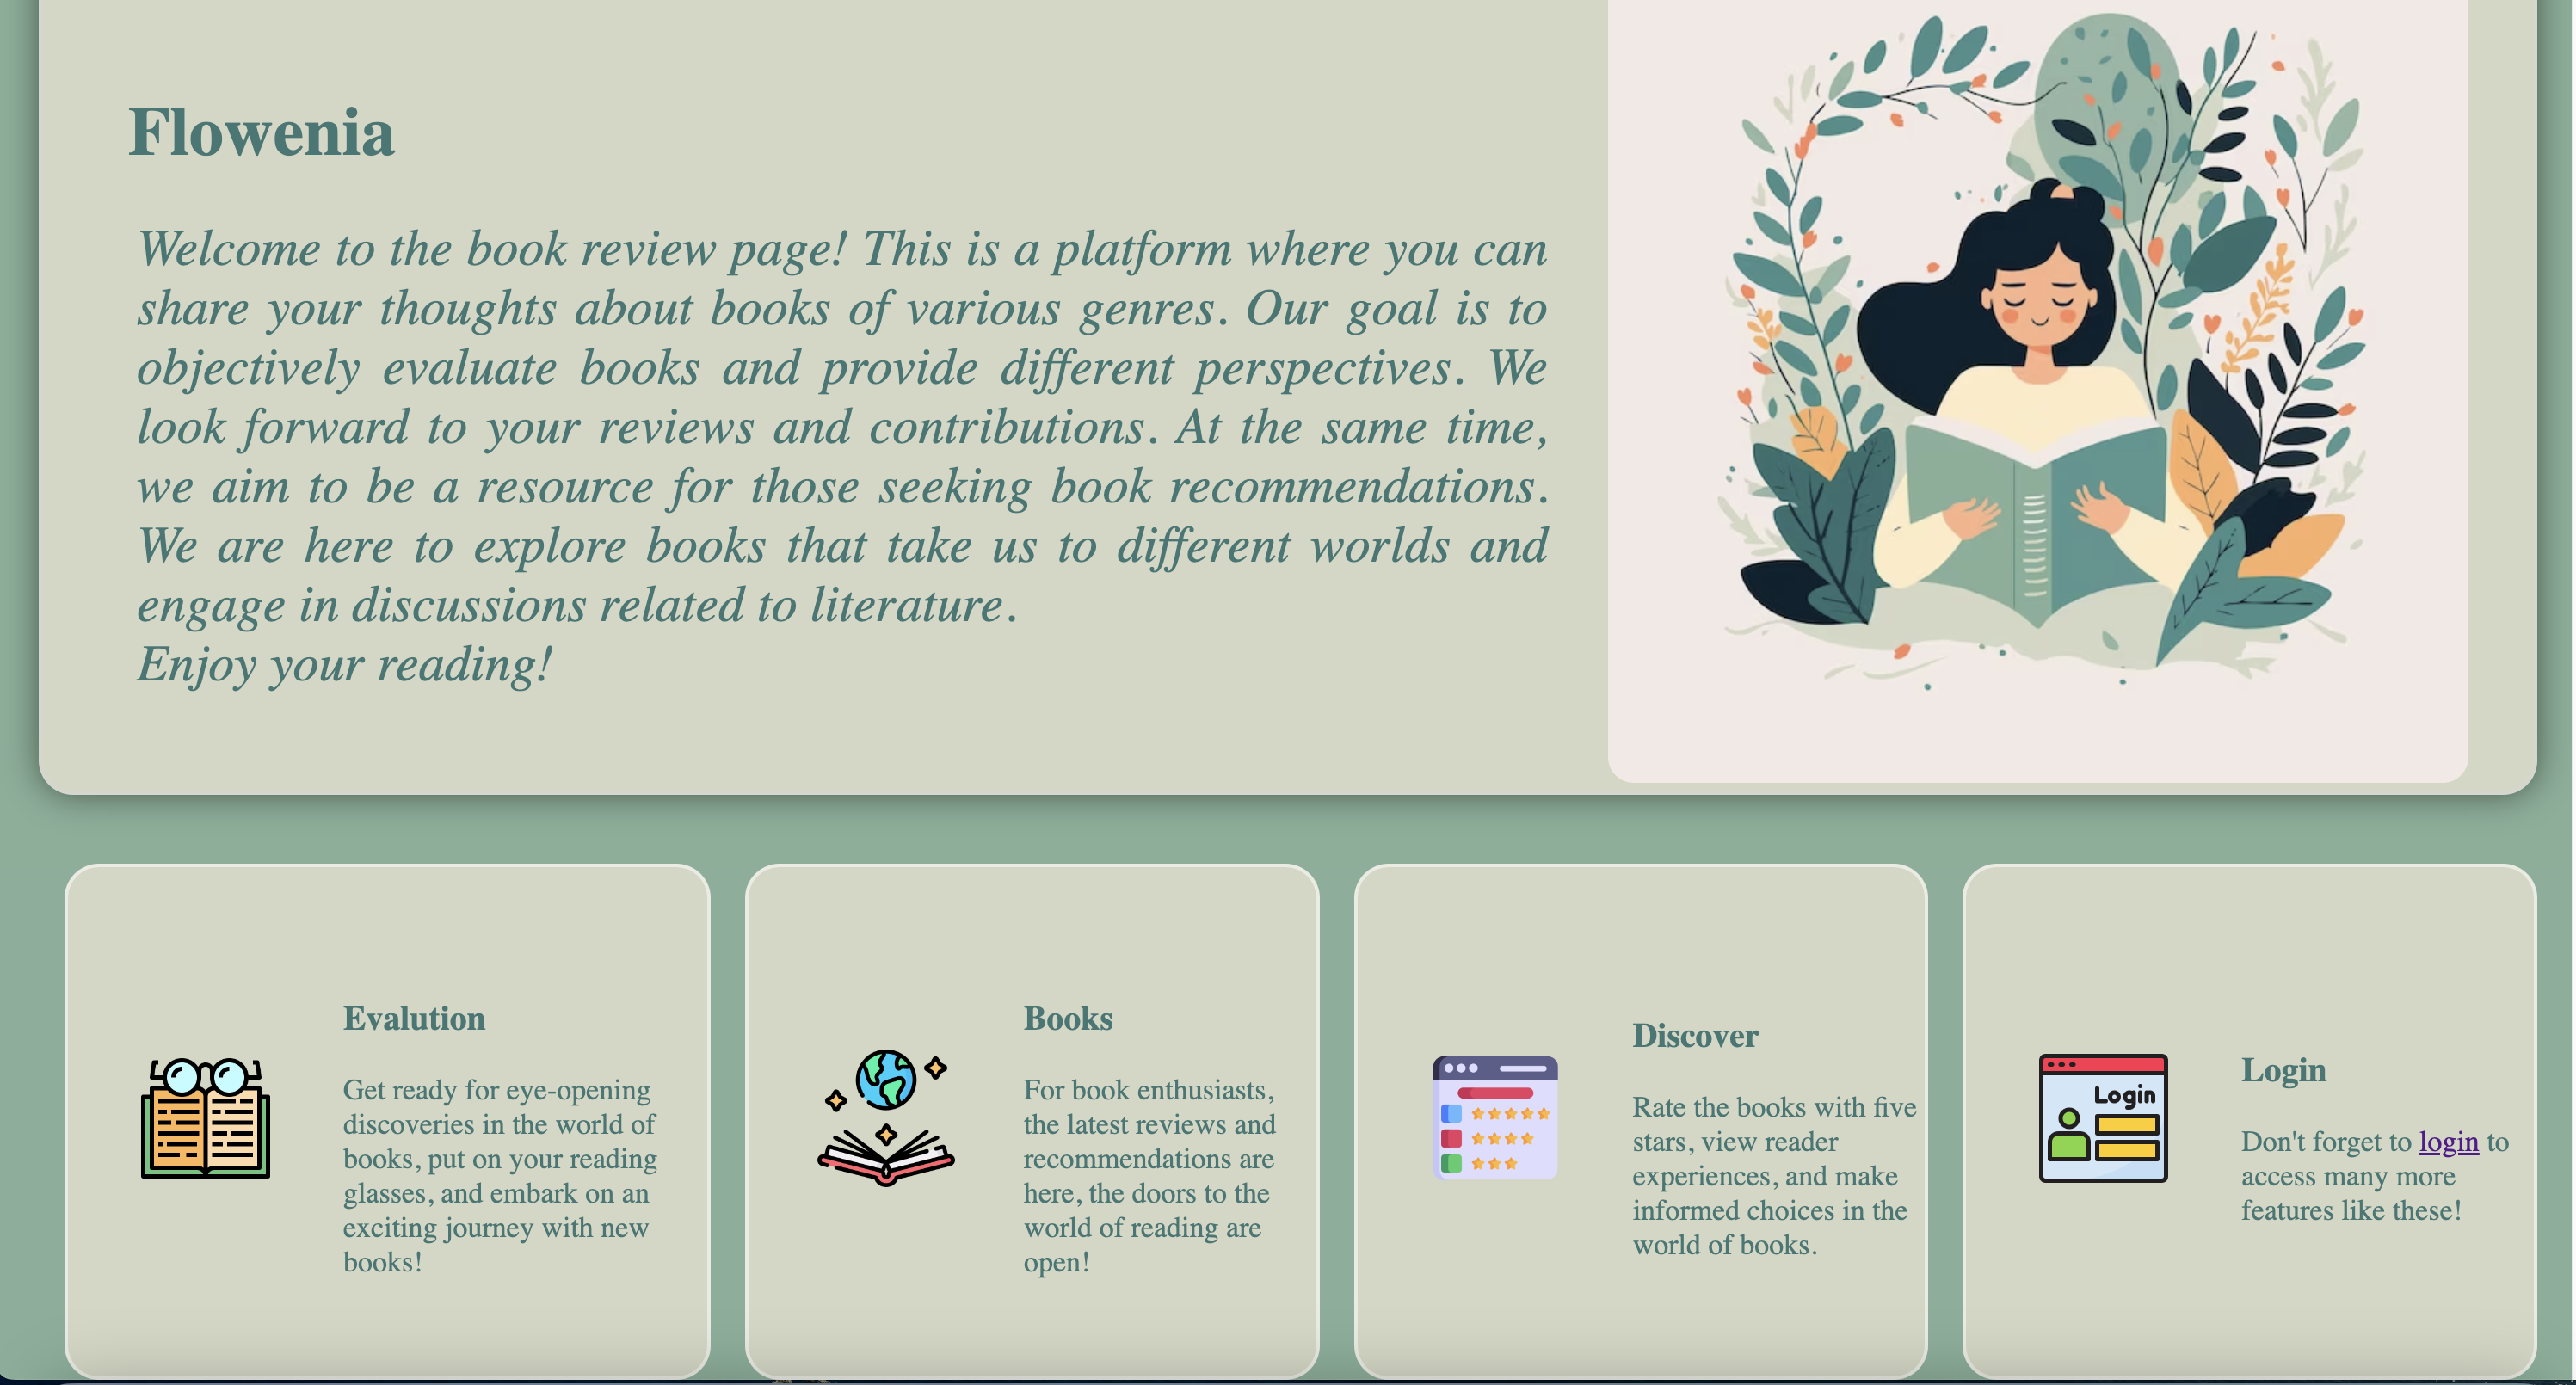 Flowenia
Welcome to the book review page! This is a platform where you can
share your thoughts about books of various genres. Our goal is to
objectively evaluate books and provide different perspectives. We
look forward to your reviews and contributions. At the same time,
we aim to be a resource for those seeking book recommendations.
We are here to explore books that take us to different worlds and
engage in discussions related to literature.
Enjoy your reading!
Evalution
Get ready for eye-opening
discoveries in the world of
books, put on your reading
glasses, and embark on an
exciting journey with new
books!
Books
For book enthusiasts,
the latest reviews and
recommendations are
here, the doors to the
world of reading are
open!
Discover
Rate the books with five
stars, view reader
experiences, and make
informed choices in the
world of books.
Login
Login
Don't forget to login to
access many more
features like these!